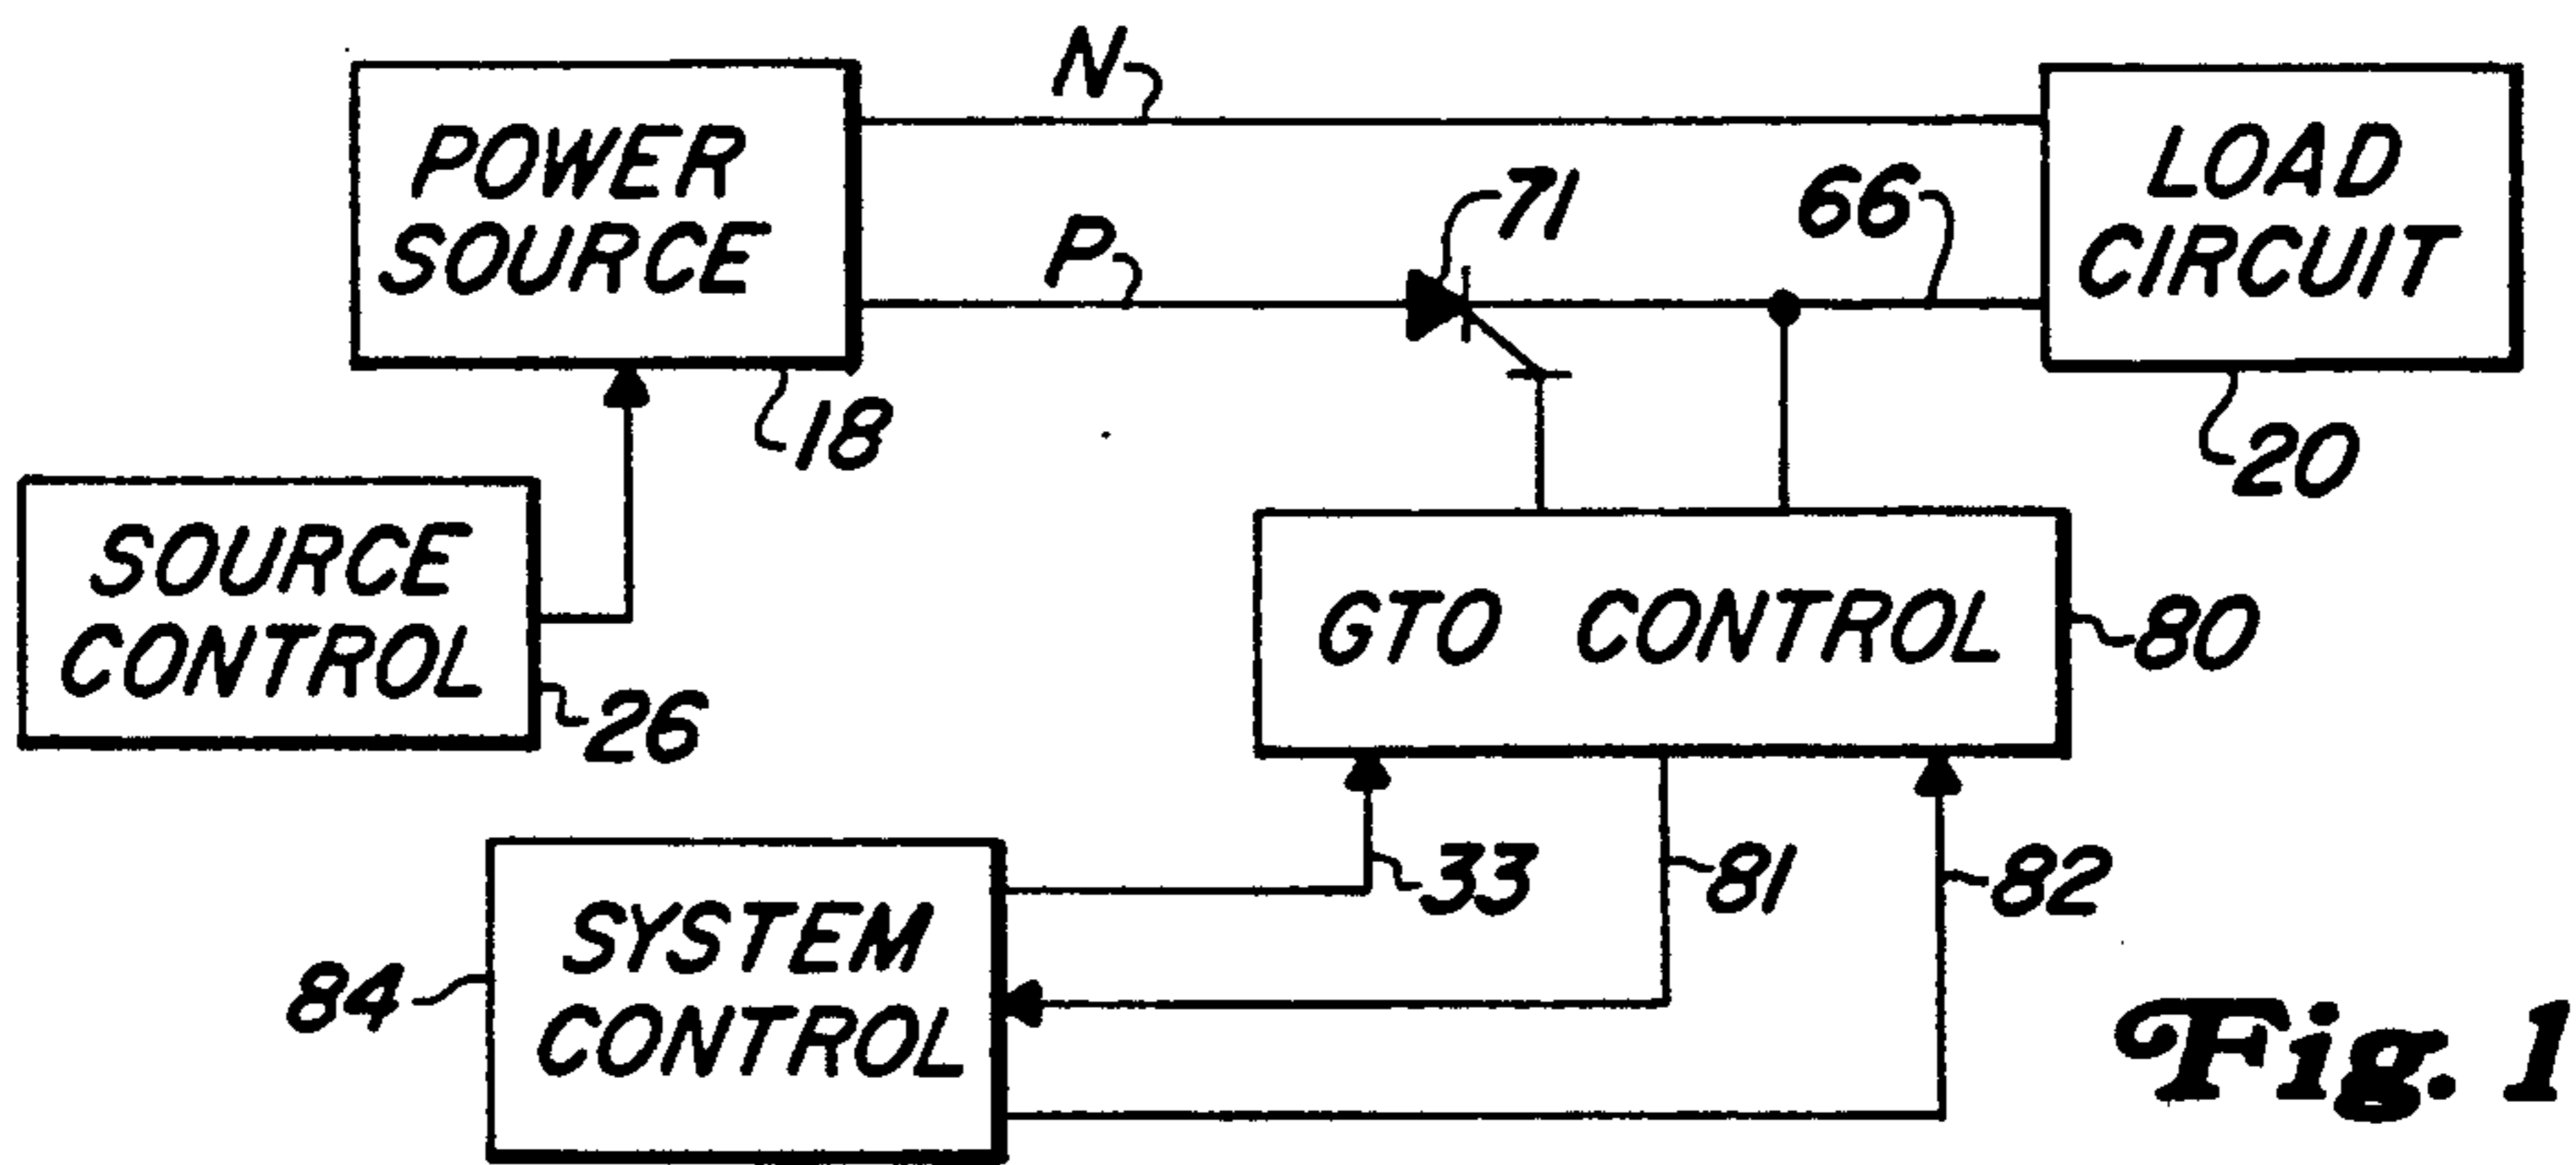 N
POWER
SOURCE
P
71
66
LOAD
CIRCUIT
18
20
SOURCE
CONTROL
26
GTO CONTROL
80
33
81
82
SYSTEM
CONTROL
84
Fig. 1